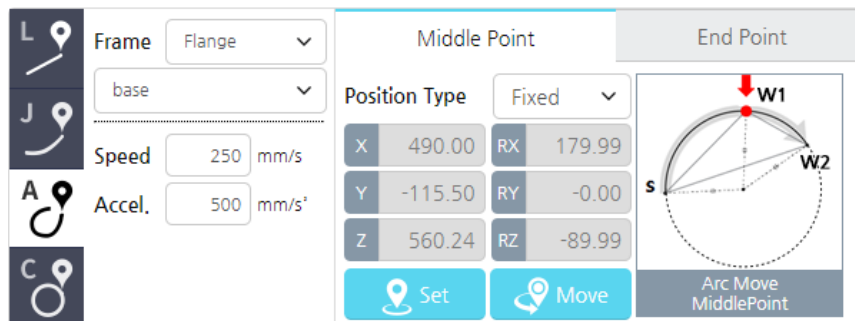 L
J
A
C
Frame Flange
base
Speed 250 mm/s
Accel. 500 mm/s²
Middle Point End Point
Position Type Fixed
X 490.00 RX 179.99
Y -115.50 RY -0.00
Z 560.24 RZ -89.99
Set Move
W1
W2
s
Arc Move
MiddlePoint